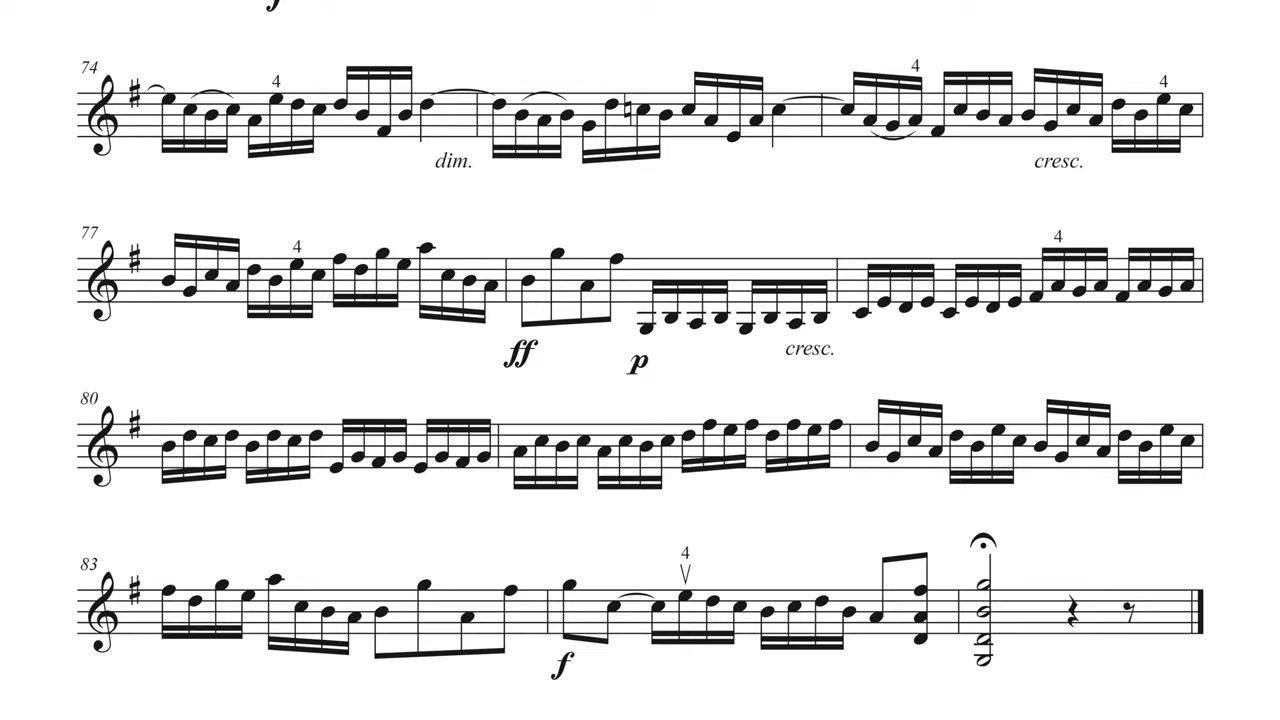 74 4 4 4
dim. cresc.
77 4 4
ff p cresc.
80
83 4
f